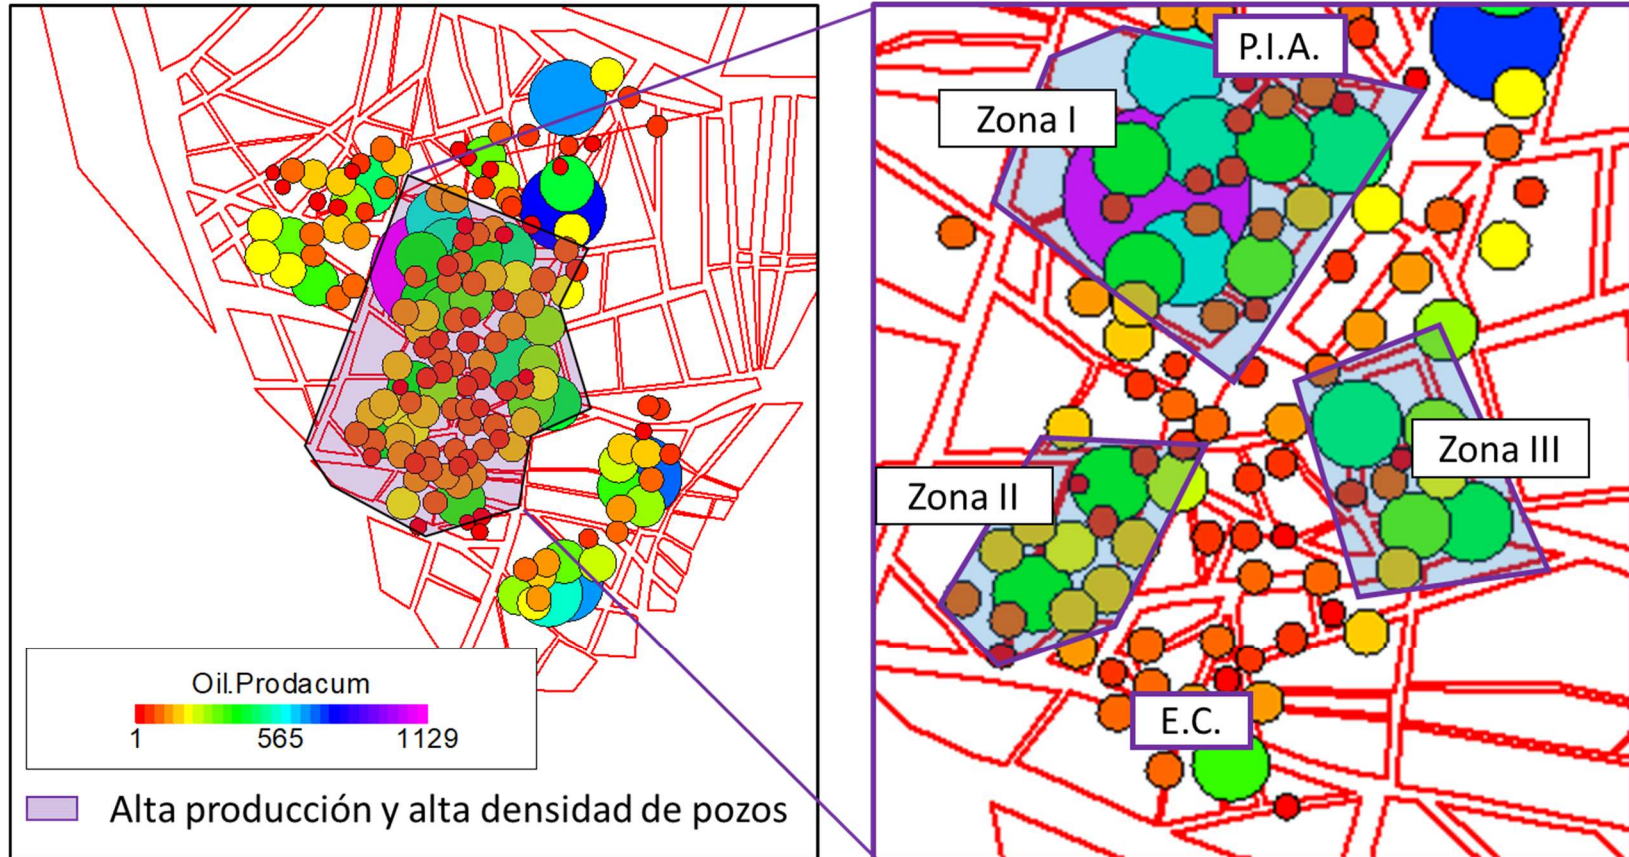 P.I.A.
Zona I
Zona III
Zona II
E.C.
Oil.Prodacum
1 565 1129
Alta producción y alta densidad de pozos